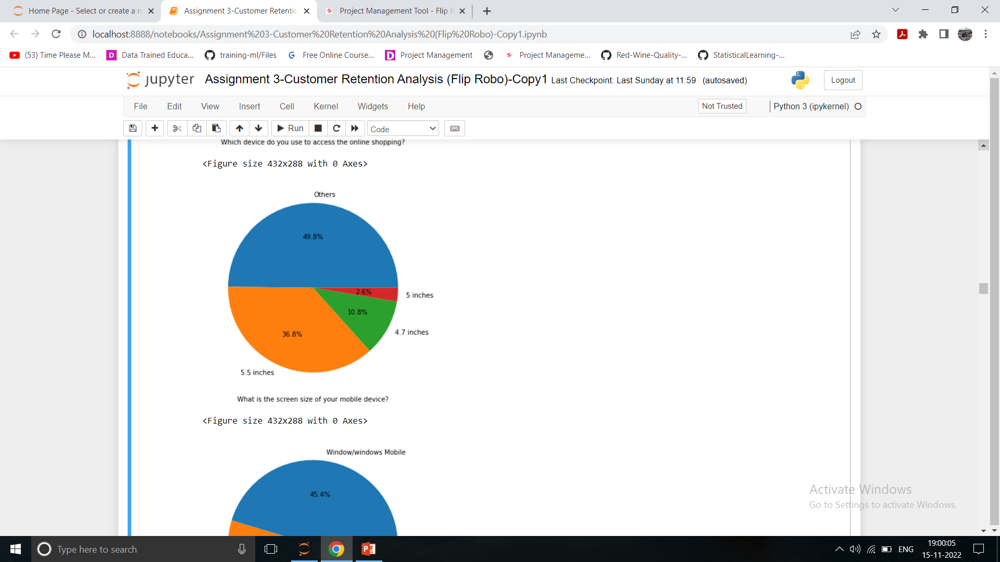 Home Page - Select or create a n
Assignment 3-Customer Retentio
Project Management Tool - Flip R
localhost:8888/notebooks/Assignment%203-Customer%20Retention%20Analysis%20(Flip%20Robo)-Copy1.ipynb
(53) Time Please M...
Data Trained Educa...
training-ml/Files
Free Online Course...
Project Management
Project Manageme...
Red-Wine-Quality-...
StatisticalLearning-...
jupyter Assignment 3-Customer Retention Analysis (Flip Robo)-Copy1 Last Checkpoint: Last Sunday at 11:59 (autosaved)
Logout
File Edit View Insert Cell Kernel Widgets Help
Not Trusted
Python 3 (ipykernel)
Run
Code
Which device do you use to access the online shopping?
<Figure size 432x288 with 0 Axes>
Others
49.8%
2.6%
5 inches
10.8%
4.7 inches
36.8%
5.5 inches
What is the screen size of your mobile device?
<Figure size 432x288 with 0 Axes>
Window/windows Mobile
45.4%
Activate Windows
Go to Settings to activate Windows.
Type here to search
ENG
19:00:05
15-11-2022